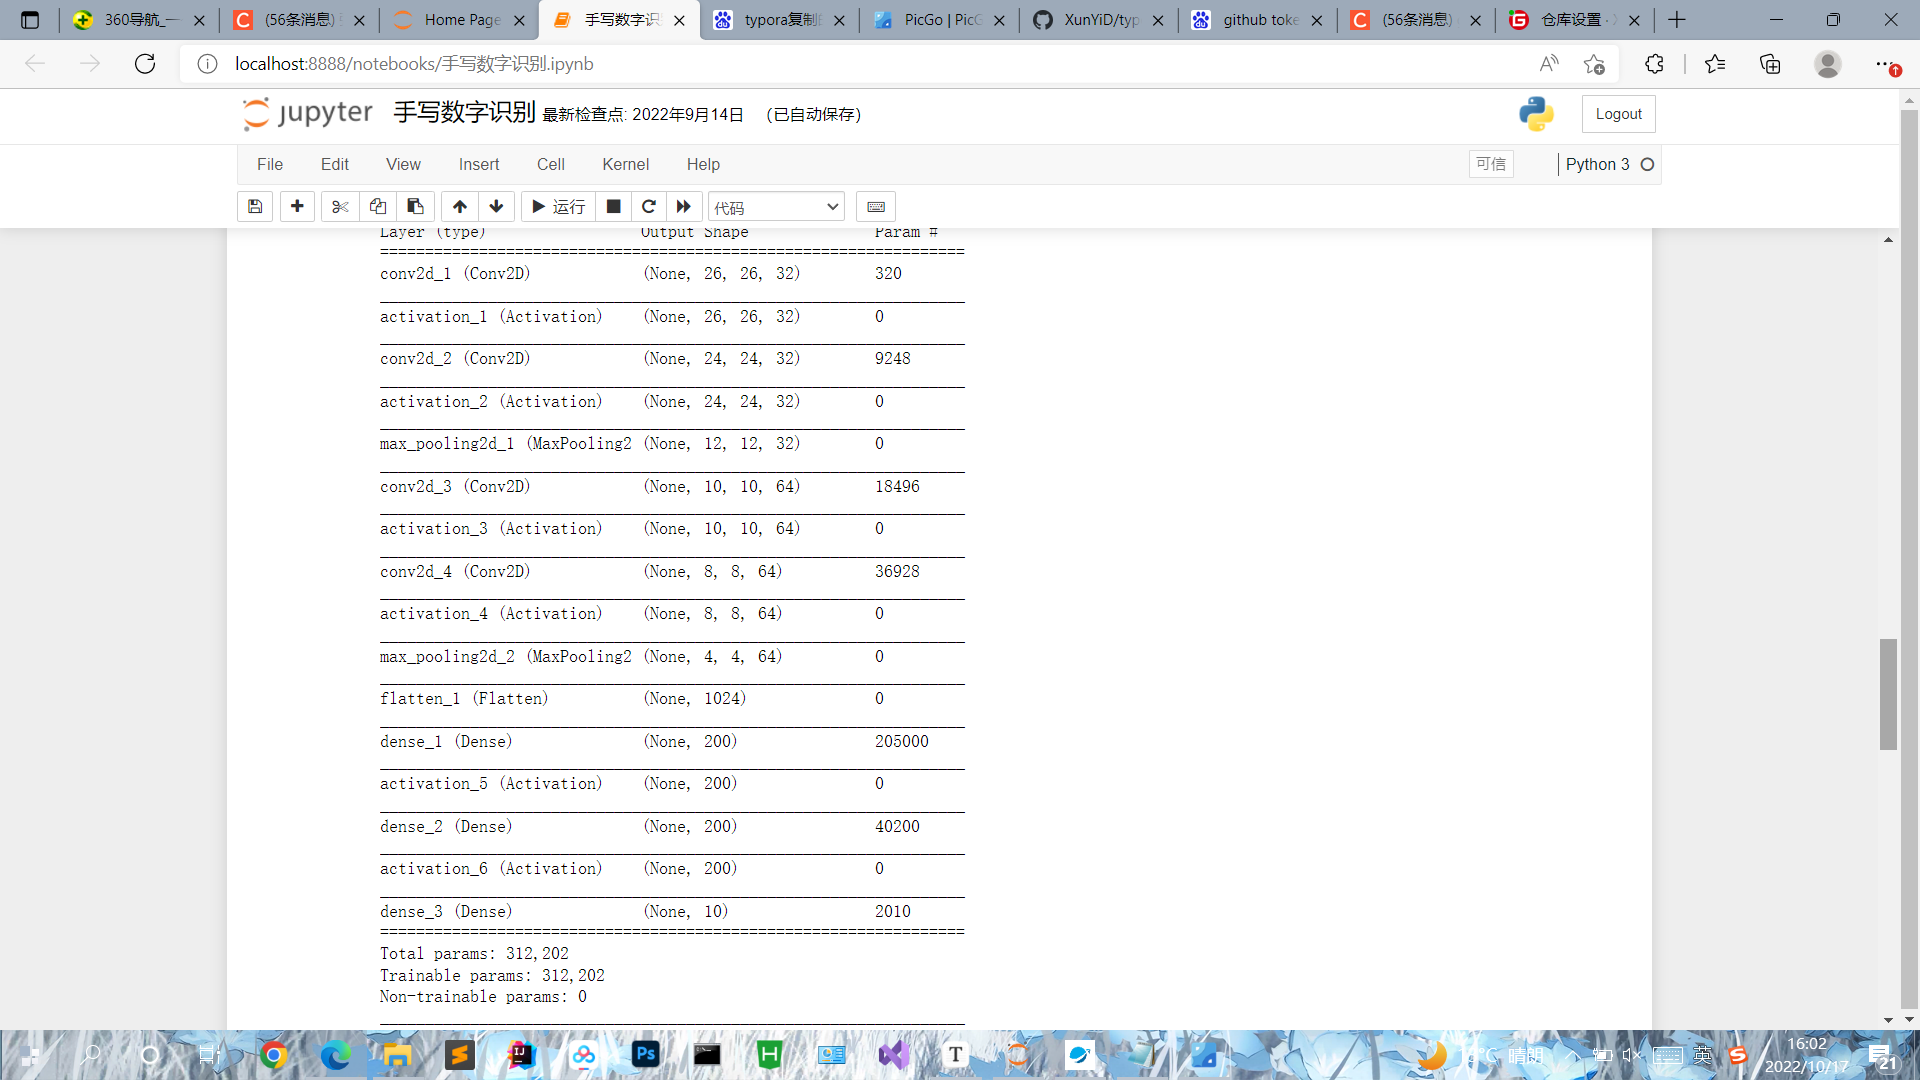 360导航_一
(56条消息)
Home Page
手写数字识
typora复制
PicGo | PicG
XunYiD/typ
github toke
(56条消息)
仓库设置 ·
localhost:8888/notebooks/手写数字识别.ipynb
jupyter 手写数字识别 最新检查点: 2022年9月14日 (已自动保存)
Logout
File Edit View Insert Cell Kernel Help 可信 Python 3
运行 代码
Layer (type) Output Shape Param #
=================================================================
conv2d_1 (Conv2D) (None, 26, 26, 32) 320
activation_1 (Activation) (None, 26, 26, 32) 0
conv2d_2 (Conv2D) (None, 24, 24, 32) 9248
activation_2 (Activation) (None, 24, 24, 32) 0
max_pooling2d_1 (MaxPooling2 (None, 12, 12, 32) 0
conv2d_3 (Conv2D) (None, 10, 10, 64) 18496
activation_3 (Activation) (None, 10, 10, 64) 0
conv2d_4 (Conv2D) (None, 8, 8, 64) 36928
activation_4 (Activation) (None, 8, 8, 64) 0
max_pooling2d_2 (MaxPooling2 (None, 4, 4, 64) 0
flatten_1 (Flatten) (None, 1024) 0
dense_1 (Dense) (None, 200) 205000
activation_5 (Activation) (None, 200) 0
dense_2 (Dense) (None, 200) 40200
activation_6 (Activation) (None, 200) 0
dense_3 (Dense) (None, 10) 2010
=================================================================
Total params: 312,202
Trainable params: 312,202
Non-trainable params: 0
晴朗 英
16:02
2022/10/17
21